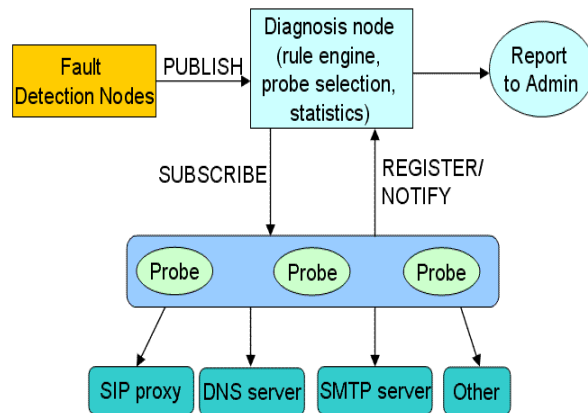 Fault
Detection Nodes
PUBLISH
Diagnosis node
(rule engine,
probe selection,
statistics)
Report
to Admin
SUBSCRIBE
REGISTER/
NOTIFY
Probe
Probe
Probe
SIP proxy
DNS server
SMTP server
Other